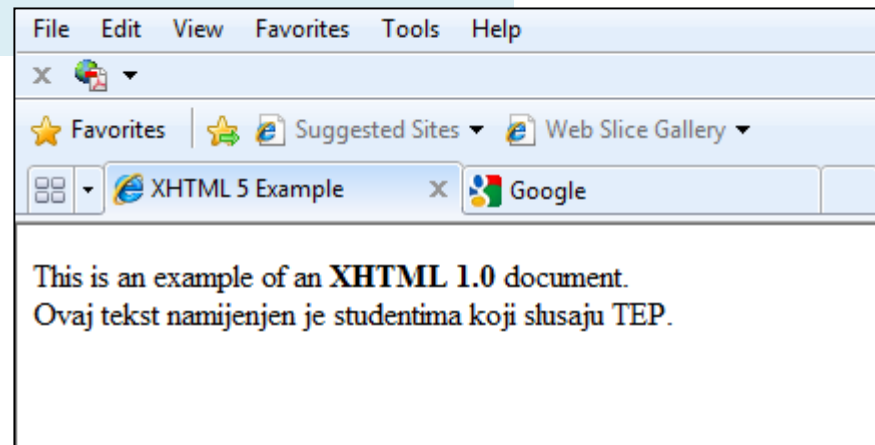 File Edit View Favorites Tools Help
x
Favorites Suggested Sites Web Slice Gallery
XHTML 5 Example x Google
This is an example of an XHTML 1.0 document.
Ovaj tekst namijenjen je studentima koji slusaju TEP.